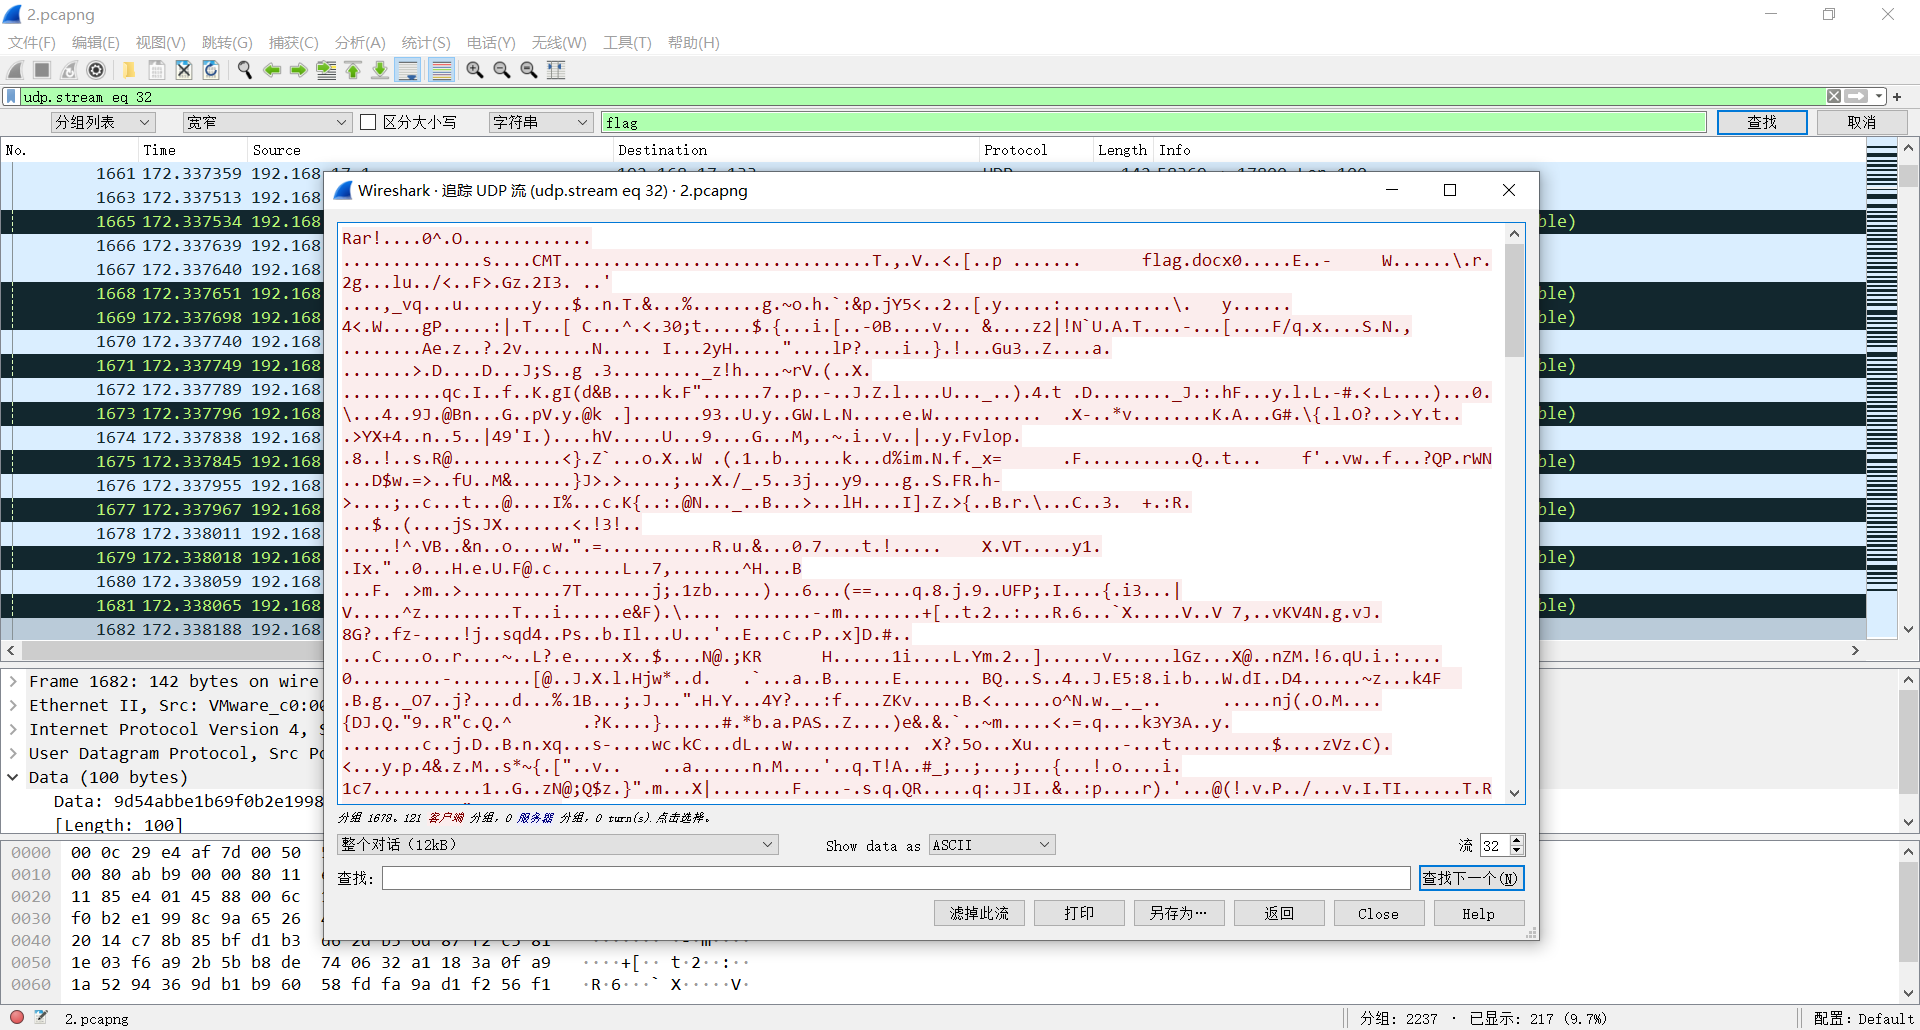 2.pcapng
文件(F) 编辑(E) 视图(V) 跳转(G) 捕获(C) 分析(A) 统计(S) 电话(Y) 无线(W) 工具(T) 帮助(H)
udp.stream eq 32
分组列表 宽窄 区分大小写 字符串 flag 查找 取消
No. Time Source Destination Protocol Length Info
1661 172.337359 192.168
1663 172.337513 192.168
1665 172.337534 192.168 ble)
1666 172.337639 192.168
1667 172.337640 192.168
1668 172.337651 192.168 ble)
1669 172.337698 192.168 ble)
1670 172.337740 192.168
1671 172.337749 192.168 ble)
1672 172.337789 192.168
1673 172.337796 192.168 ble)
1674 172.337838 192.168
1675 172.337845 192.168 ble)
1676 172.337955 192.168
1677 172.337967 192.168 ble)
1678 172.338011 192.168
1679 172.338018 192.168 ble)
1680 172.338059 192.168
1681 172.338065 192.168 ble)
1682 172.338188 192.168
Wireshark · 追踪 UDP 流 (udp.stream eq 32) · 2.pcapng
Rar!....0^.O.............
..............s....CMT.............................T.,.V..<.[..p ....... flag.docx0.....E..- W......\.r.
2g...lu../<..F>.Gz.2I3. ..'
....,_vq...u.......y...$..n.T.&...%.......g.~o.h.`:&p.jY5<..2..[.y.....:...........\. y......
4<.W....gP.....:|.T...[ C...^.<.30;t.....$.{...i.[ ..-0B....v... &....z2|!N`U.A.T....-...[....F/q.x....S.N.,
........Ae.z..?.2v.......N..... I...2yH....."....lP?....i..}.!...Gu3..Z....a.
.......>.D....D...J;S..g .3........._z!h....~rV.(..X.
............qc.I..f..K.gI(d&B.....k.F"......7..p..-..J.Z.l....U..._..).4.t .D........_J.:.hF...y.l.L.-#.<.L....)...0.
\...4..9J.@Bn...G..pV.y.@k .].......93..U.y..GW.L.N.....e.W.......... .X-..*v........K.A...G#.\{.l.O?..>.Y.t..
.>YX+4..n..5..|49'I.)....hV.....U...9....G...M,..~.i..v..|..y.Fvlop.
.8..!..s.R@...........<}.Z`...o.X..W .(.1..b......k...d%im.N.f._x= .F...........Q..t... f'..vw..f...?QP.rWN
...D$w.=>..fU..M&......}J>.>.....;...X./_.5..3j...y9....g..S.FR.h-
>....;..c...t...@....I%...c.K{..:.@N..._..B...>...lH....I].Z.>{..B.r.\...C..3. +.:R.
...$..(....jS.JX.......<.!3!..
.....!^.VB..&n..o....w.".=...........R.u.&...0.7....t.!..... X.VT.....y1.
.Ix."..0...H.e.U.F@.c.......L..7,.......^H...B
...F. .>m..>..........7T.......j;.1zb.....)...6...(==....q.8.j.9..UFP;.I....{.i3...|
V.....^z.........T...i......e&F).\.... ........-.m........+[..t.2..:...R.6...`X.....V..V 7,..vKV4N.g.vJ.
8G?..fz-....!j..sqd4..Ps..b.Il...U...'..E...c..P..x]D.#..
...C....o..r....~..L?.e.....x..$....N@.;KR H......1i....L.Ym.2..]......v......lGz...X@..nZM.!6.qU.i.:....
0.........-........[@..J.X.l.Hjw*..d. .`...a..B......E....... BQ...S..4..J.E5:8.i.b...W.dI..D4......~z...k4F
.B.g.._O7..j?....d...%.1B...;.J...".H.Y...4Y?....:f....ZKv.....B.<......o^N.w._._.. .....nj(.O.M....
{DJ.Q."9..R"c.Q.^ .?K....}......#.*b.a.PAS..Z....)e&.&.`..~m.....<.=.q....k3Y3A..y.
........c..j.D..B.n.xq...s-....wc.kC...dL...w........... .X?.5o...Xu.........-...t..........$....zVz.C).
<...y.p.4&.z.M..s*~{.["..v.. ..a......n.M....'..q.T!A..#_;..;...;...{...!.o....i.
1c7...........1..G..zN@;Q$z.}".m...X|........F....-.s.q.QR.....q:..JI..&..:p....r).'...@(!.v.P../...v.I.TI......T.R
Frame 1682: 142 bytes on wire
Ethernet II, Src: VMware_c0:00
Internet Protocol Version 4, S
User Datagram Protocol, Src Po
Data (100 bytes)
Data: 9d54abbe1b69f0b2e1998
[Length: 100]
分组 1678。121 客户端 分组, 0 服务器 分组, 0 turn(s). 点击选择。
整个对话 (12kB) Show data as ASCII 流 32
查找: 查找下一个(N)
滤掉此流 打印 另存为… 返回 Close Help
0000 00 0c 29 e4 af 7d 00 50
0010 00 80 ab b9 00 00 80 11
0020 11 85 e4 01 45 88 00 6c
0030 f0 b2 e1 99 8c 9a 65 26
0040 20 14 c7 8b 85 bf d1 b3 d6 2d b5 6d 87 f2 c5 81
0050 1e 03 f6 a9 2b 5b b8 de 74 06 32 a1 18 3a 0f a9 ····+[·· t·2··:··
0060 1a 52 94 36 9d b1 b9 60 58 fd fa 9a d1 f2 56 f1 ·R·6···` X·····V·
2.pcapng 分组: 2237 · 已显示: 217 (9.7%) 配置: Default